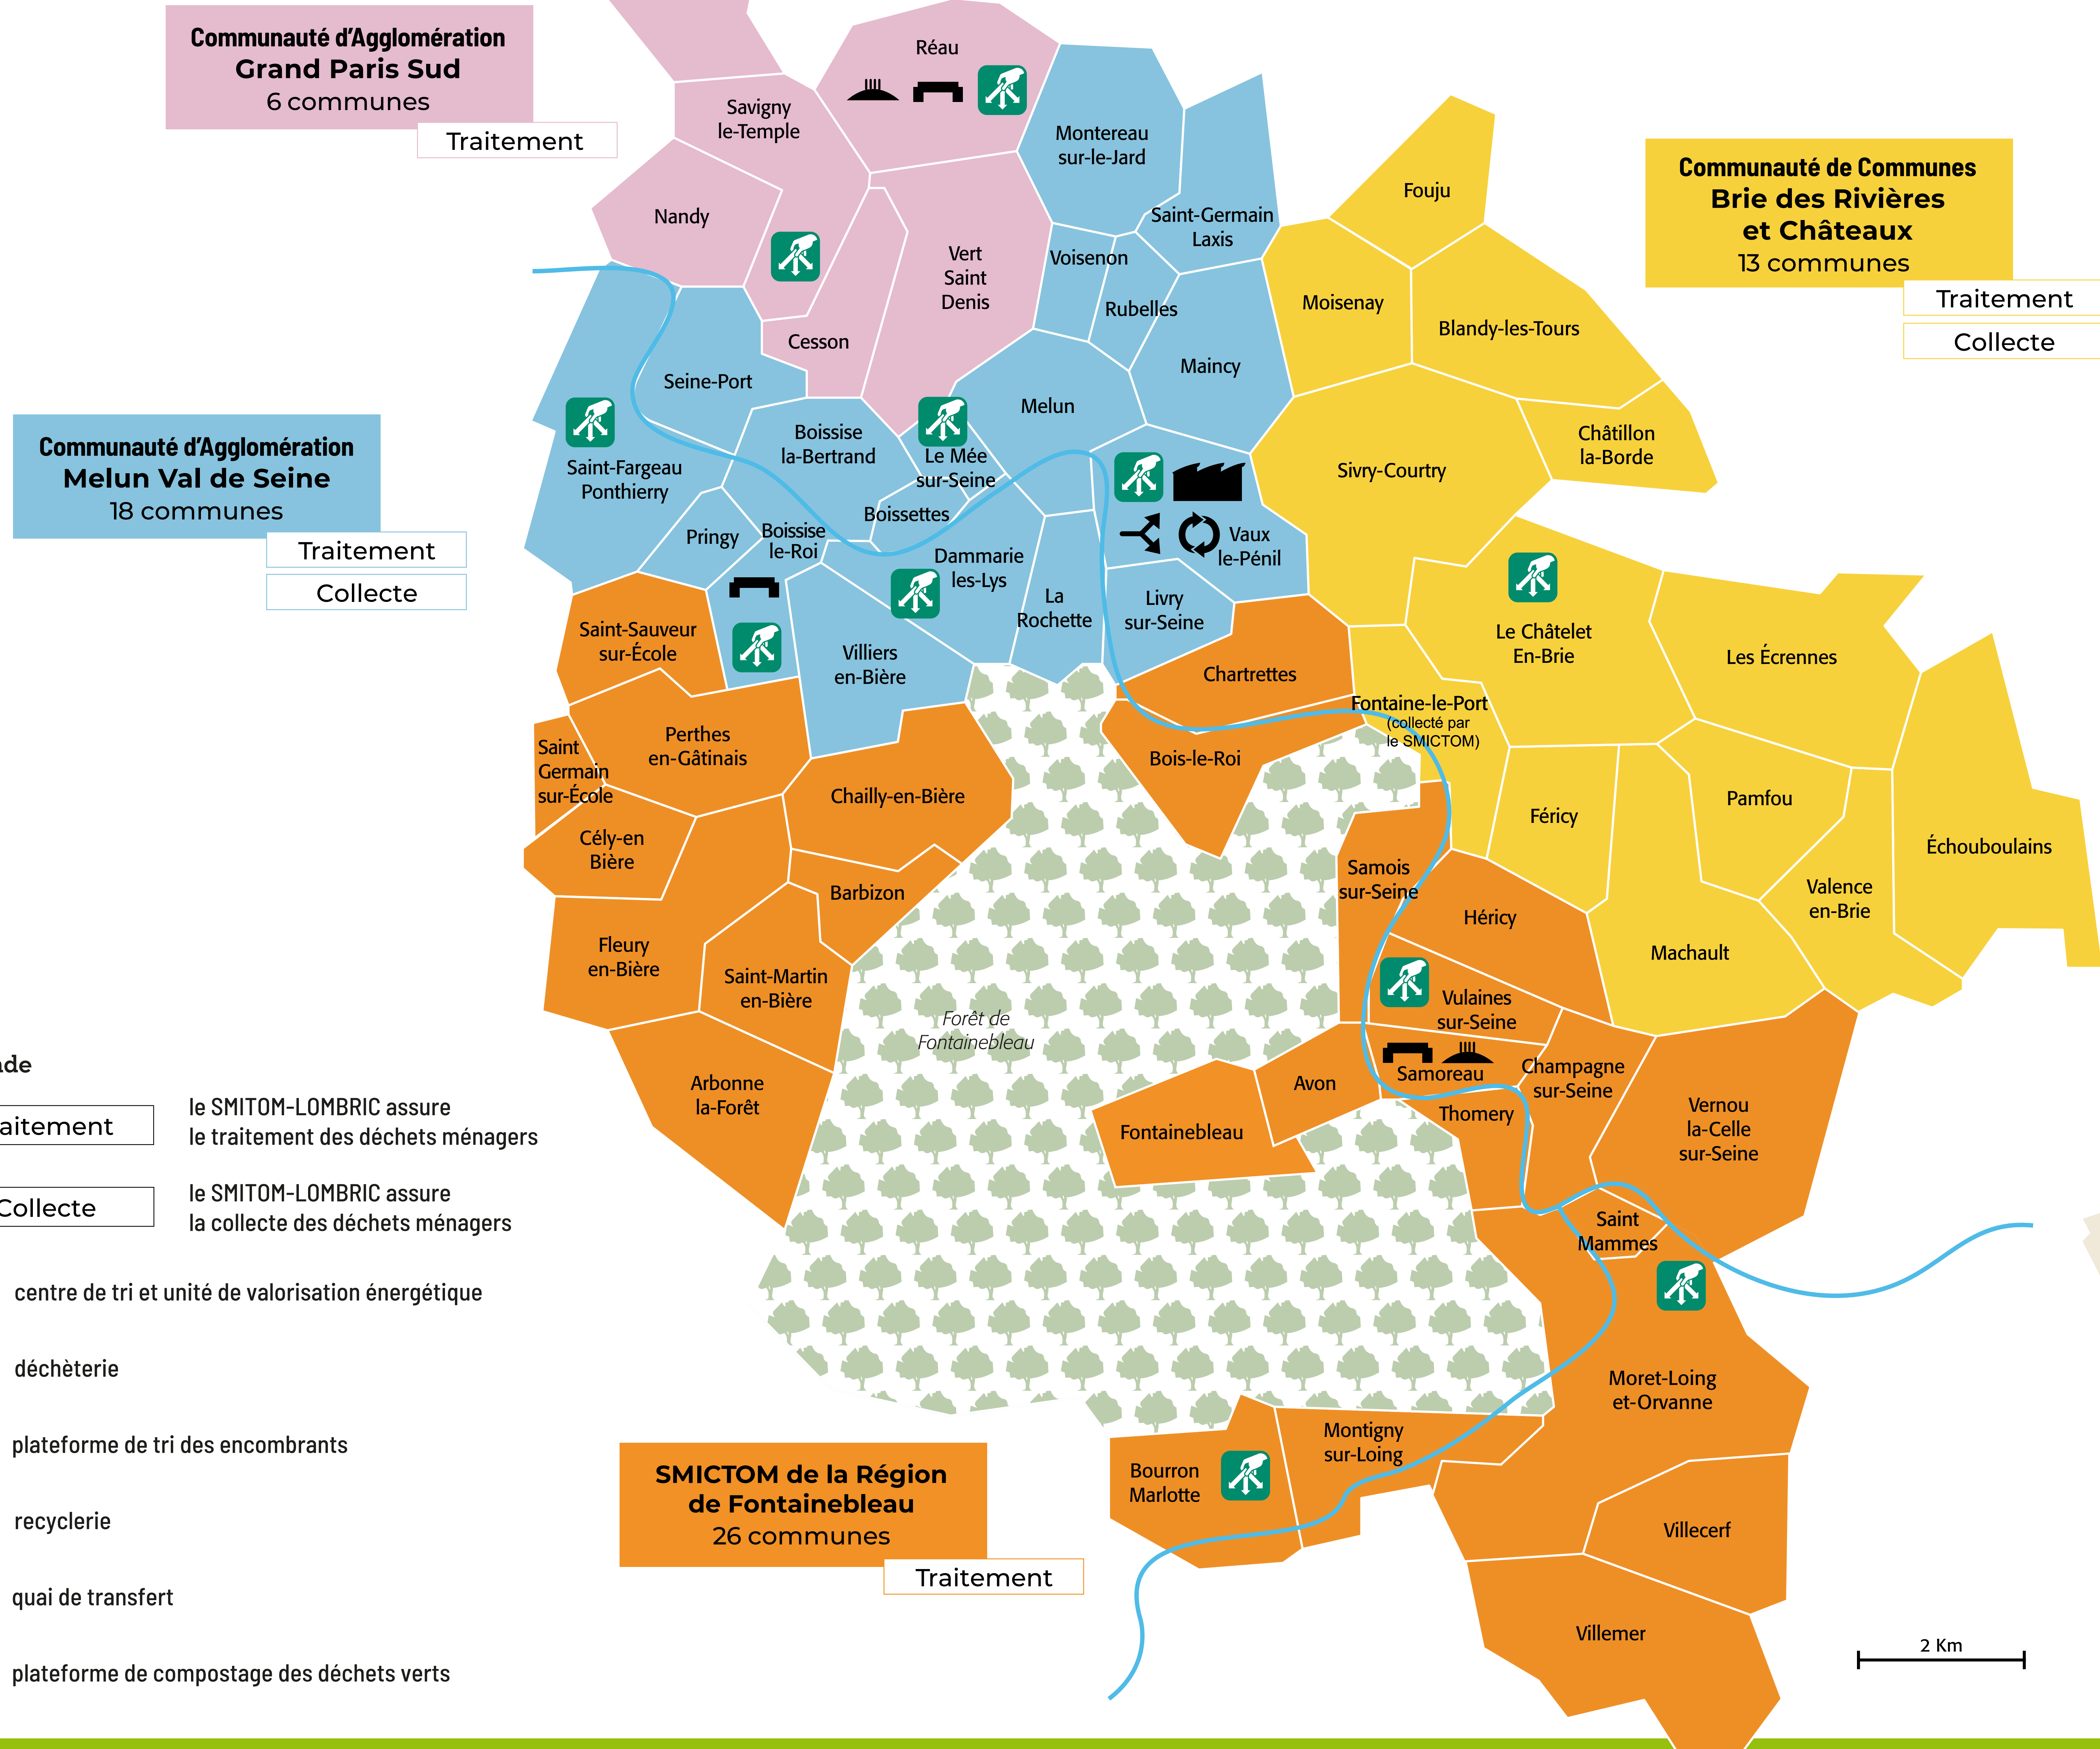 Communauté d'Agglomération
Grand Paris Sud
6 communes
Traitement
Communauté de Communes
Brie des Rivières
et Châteaux
13 communes
Traitement
Collecte
Communauté d'Agglomération
Melun Val de Seine
18 communes
Traitement
Collecte
Réau
Savigny
le-Temple
Nandy
Vert
Saint
Denis
Cesson
Montereau
sur-le-Jard
Saint-Germain
Laxis
Voisenon
Rubelles
Maincy
Melun
Seine-Port
Saint-Fargeau
Ponthierry
Boissise
la-Bertrand
Le Mée
sur-Seine
Boissettes
Pringy
Boissise
le-Roi
Dammarie
les-Lys
Vaux
le-Pénil
La
Rochette
Livry
sur-Seine
Villiers
en-Bière
Fouju
Moisenay
Blandy-les-Tours
Châtillon
la-Borde
Sivry-Courtry
Le Châtelet
En-Brie
Les Écrennes
Fontaine-le-Port
(collecté par
le SMICTOM)
Féricy
Pamfou
Échouboulains
Valence
en-Brie
Machault
Saint-Sauveur
sur-École
Chartrettes
Bois-le-Roi
Perthes
en-Gâtinais
Saint
Germain
sur-École
Chailly-en-Bière
Cély-en
Bière
Barbizon
Fleury
en-Bière
Saint-Martin
en-Bière
Arbonne
la-Forêt
Forêt de
Fontainebleau
Samois
sur-Seine
Héricy
Vulaines
sur-Seine
Samoreau
Champagne
sur-Seine
Avon
Fontainebleau
Thomery
Vernou
la-Celle
sur-Seine
Saint
Mammes
Moret-Loing
et-Orvanne
Montigny
sur-Loing
Bourron
Marlotte
Villecerf
Villemer
SMICTOM de la Région
de Fontainebleau
26 communes
Traitement
2 Km
de
aitement
le SMITOM-LOMBRIC assure
le traitement des déchets ménagers
Collecte
le SMITOM-LOMBRIC assure
la collecte des déchets ménagers
centre de tri et unité de valorisation énergétique
déchèterie
plateforme de tri des encombrants
recyclerie
quai de transfert
plateforme de compostage des déchets verts